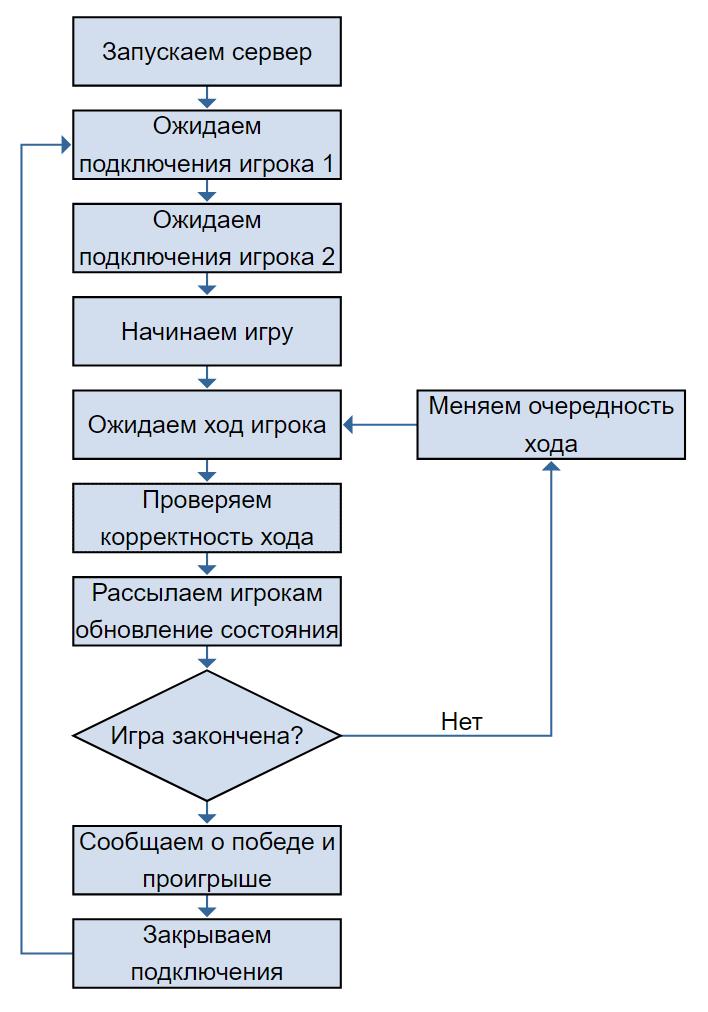 Запускаем сервер
Ожидаем
подключения игрока 1
Ожидаем
подключения игрока 2
Начинаем игру
Ожидаем ход игрока
Меняем очередность
хода
Проверяем
корректность хода
Рассылаем игрокам
обновление состояния
Игра закончена?
Нет
Сообщаем о победе и
проигрыше
Закрываем
подключения